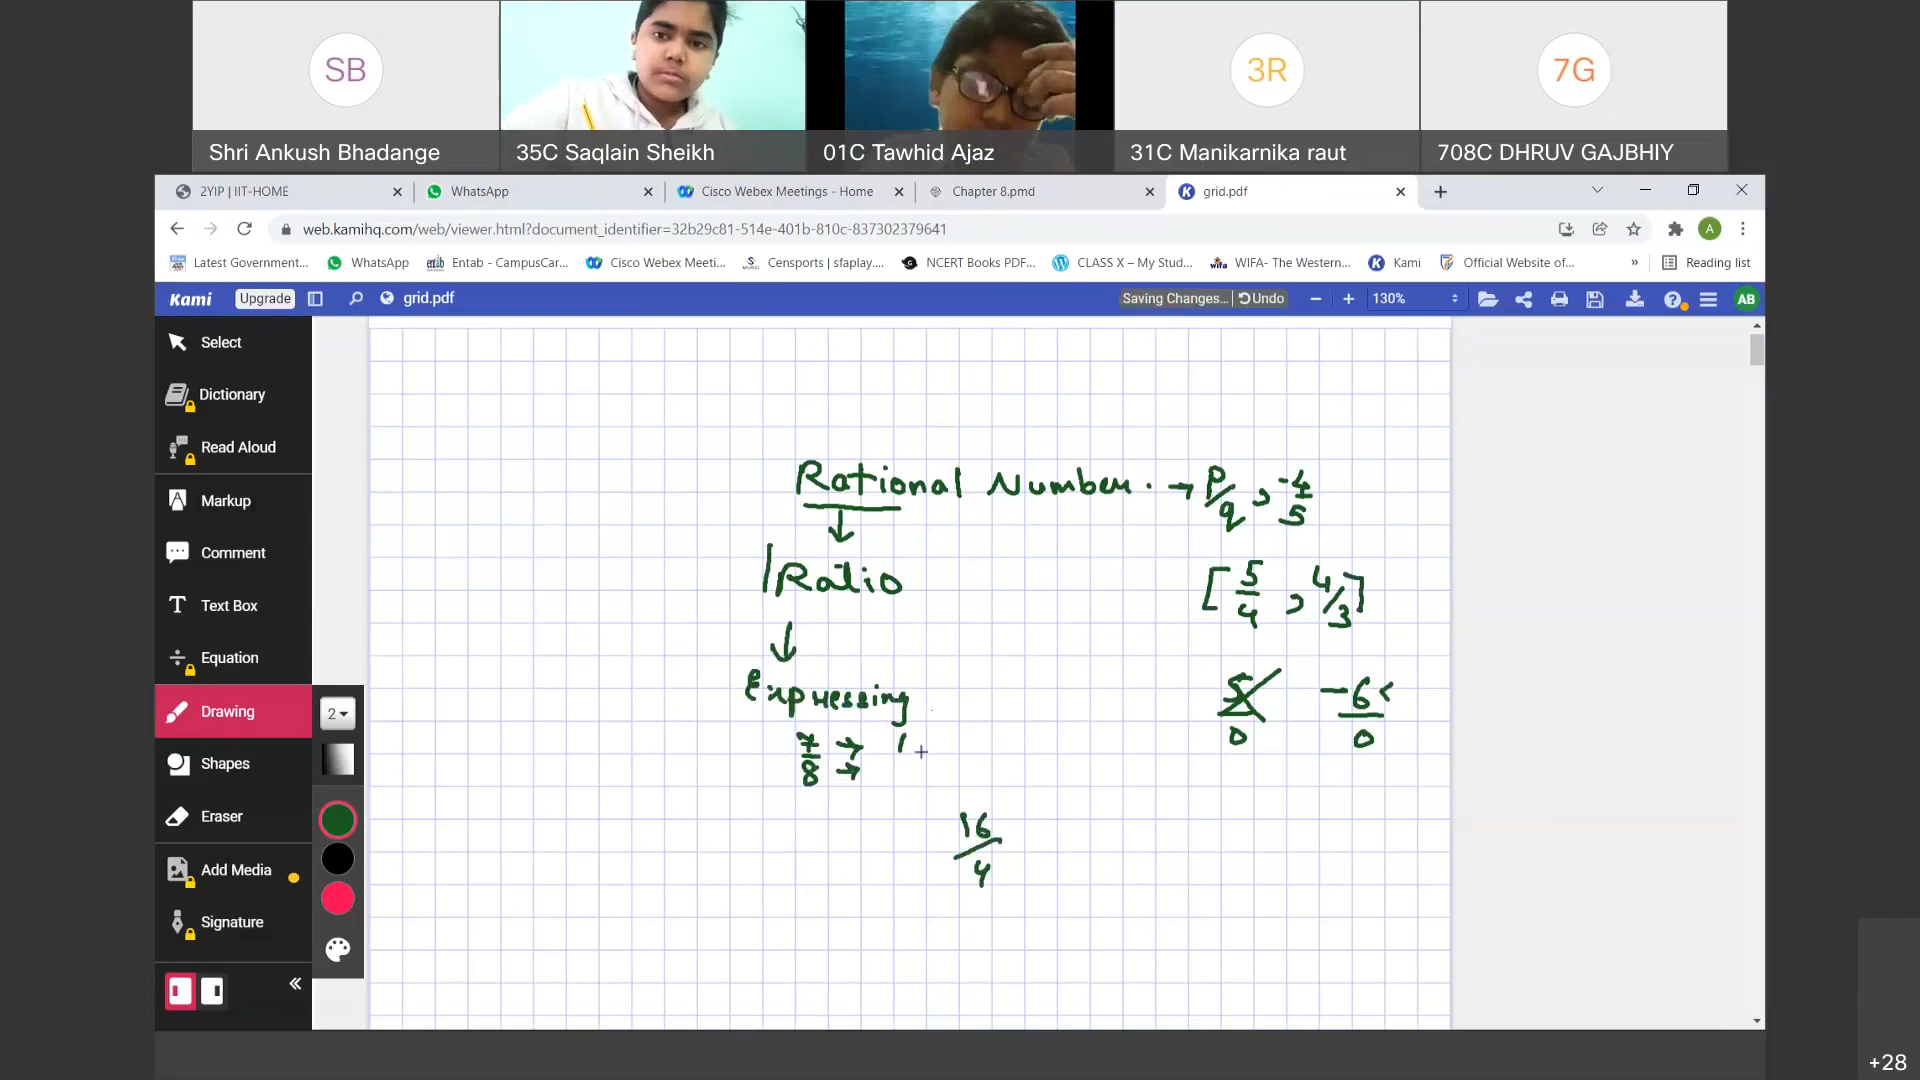 SB
3R
7G
Shri Ankush Bhadange
35C Saqlain Sheikh
01C Tawhid Ajaz
31C Manikarnika raut
708C DHRUV GAJBHIY
2YIP | IIT-HOME
WhatsApp
Cisco Webex Meetings - Home
Chapter 8.pmd
grid.pdf
web.kamihq.com/web/viewer.html?document_identifier=32b29c81-514e-401b-810c-837302379641
A
Latest Government...
WhatsApp
Entab - CampusCar...
Cisco Webex Meeti...
Censports | sfaplay....
NCERT Books PDF...
CLASS X – My Stud...
WIFA- The Western...
Kami
Official Website of...
»
Reading list
Kami
Upgrade
grid.pdf
Saving Changes...
Undo
130%
AB
Select
Dictionary
Read Aloud
Markup
Comment
Text Box
Equation
Drawing
2
Shapes
Eraser
Add Media
Signature
Rational Number. → p/q , -4/5
Ratio
[5/4 , 4/3]
Expressing
5/0 -6/0
7/8 →
→
16/4
+28